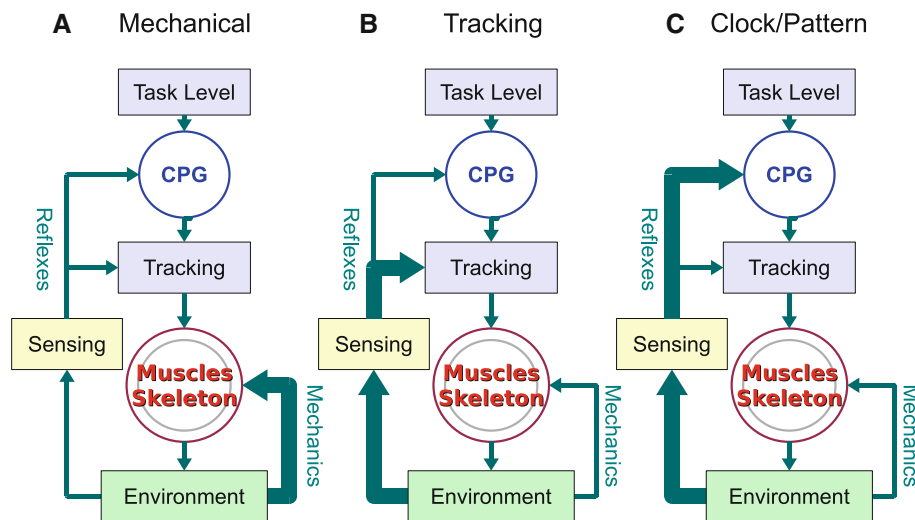 A Mechanical
Task Level
CPG
Reflexes
Tracking
Sensing
Muscles
Skeleton
Mechanics
Environment
B Tracking
Task Level
CPG
Reflexes
Tracking
Sensing
Muscles
Skeleton
Mechanics
Environment
C Clock/Pattern
Task Level
CPG
Reflexes
Tracking
Sensing
Muscles
Skeleton
Mechanics
Environment